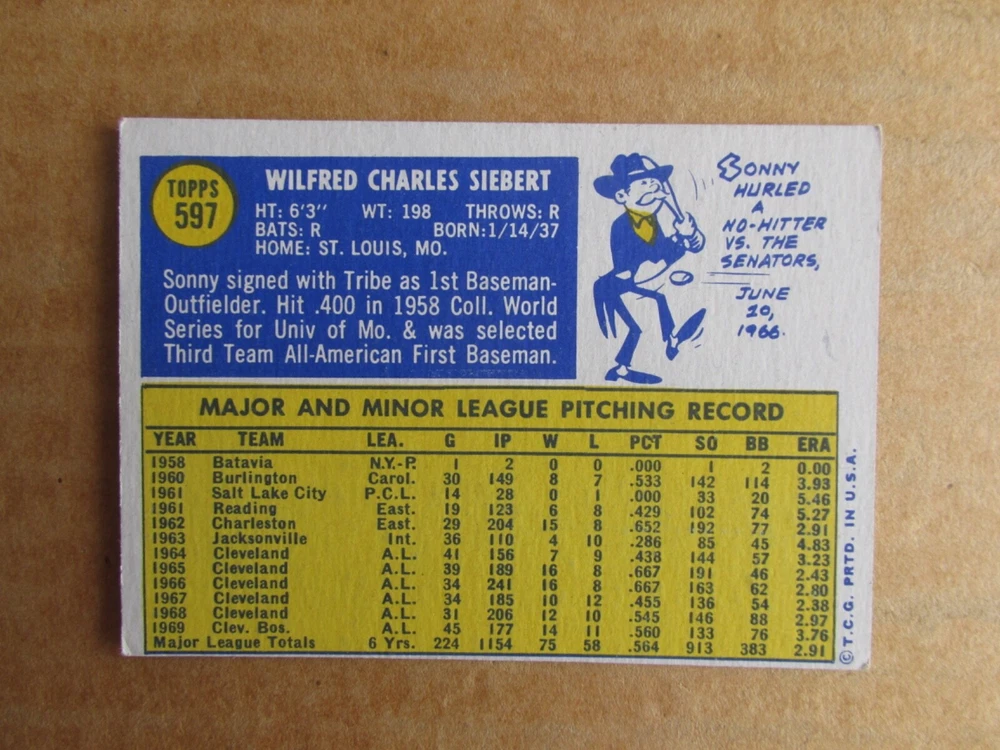 TOPPS
597
WILFRED CHARLES SIEBERT
HT: 6'3" WT: 198 THROWS: R
BATS: R BORN: 1/14/37
HOME: ST. LOUIS, MO.
Sonny signed with Tribe as 1st Baseman-
Outfielder. Hit .400 in 1958 Coll. World
Series for Univ of Mo. & was selected
Third Team All-American First Baseman.
SONNY
HURLED
A
NO-HITTER
VS. THE
SENATORS,
JUNE
10,
1966.
MAJOR AND MINOR LEAGUE PITCHING RECORD
YEAR TEAM LEA. G IP W L PCT SO BB ERA
1958 Batavia N.Y.-P. 1 2 0 0 .000 1 2 0.00
1960 Burlington Carol. 30 149 8 7 .533 142 114 3.93
1961 Salt Lake City P.C.L. 14 28 0 1 .000 33 20 5.46
1961 Reading East. 19 123 6 8 .429 102 74 5.27
1962 Charleston East. 29 204 15 8 .652 192 77 2.91
1963 Jacksonville Int. 36 110 4 10 .286 85 45 4.83
1964 Cleveland A.L. 41 156 7 9 .438 144 57 3.23
1965 Cleveland A.L. 39 189 16 8 .667 191 46 2.43
1966 Cleveland A.L. 34 241 16 8 .667 163 62 2.80
1967 Cleveland A.L. 34 185 10 12 .455 136 54 2.38
1968 Cleveland A.L. 31 206 12 10 .545 146 88 2.97
1969 Clev. Bos. A.L. 45 177 14 11 .560 133 76 3.76
Major League Totals 6 Yrs. 224 1154 75 58 .564 913 383 2.91
©T.C.G. PRTD. IN U.S.A.